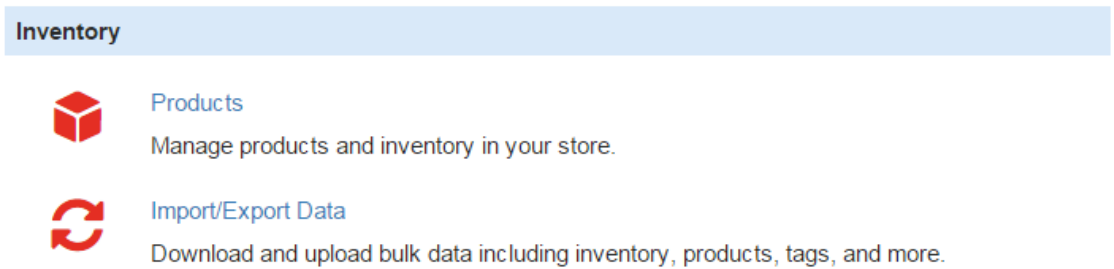 Inventory
Products
Manage products and inventory in your store.
Import/Export Data
Download and upload bulk data including inventory, products, tags, and more.